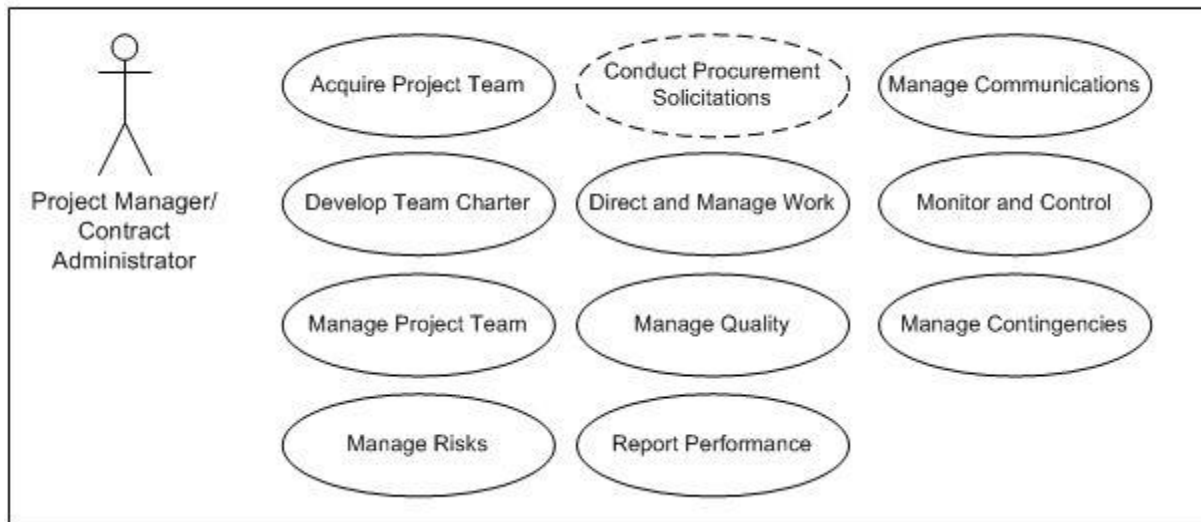 Project Manager/
Contract
Administrator
Acquire Project Team
Conduct Procurement
Solicitations
Manage Communications
Develop Team Charter
Direct and Manage Work
Monitor and Control
Manage Project Team
Manage Quality
Manage Contingencies
Manage Risks
Report Performance